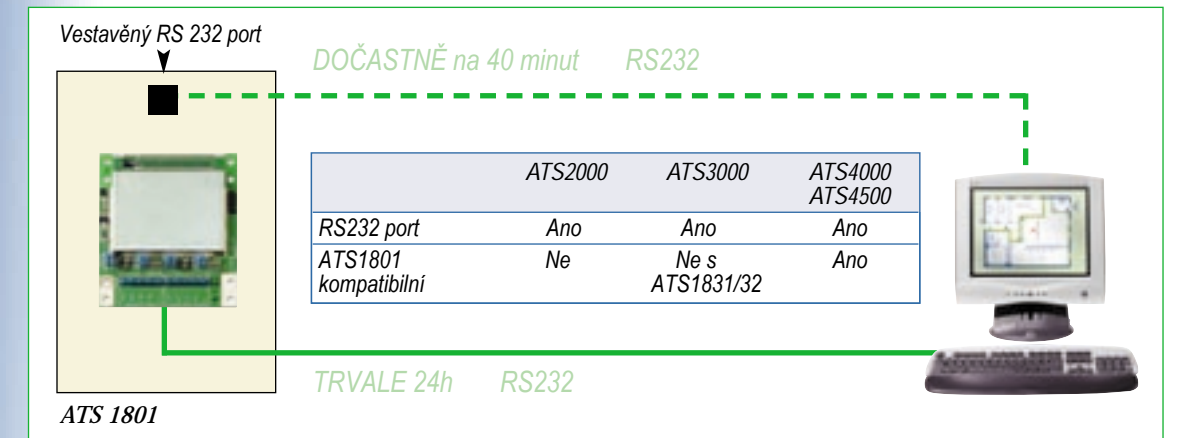 Vestavěný RS 232 port
DOČASTNĚ na 40 minut RS232
ATS2000 ATS3000 ATS4000
ATS4500
RS232 port Ano Ano Ano
ATS1801 Ne Ne s Ano
kompatibilní ATS1831/32
TRVALE 24h RS232
ATS 1801